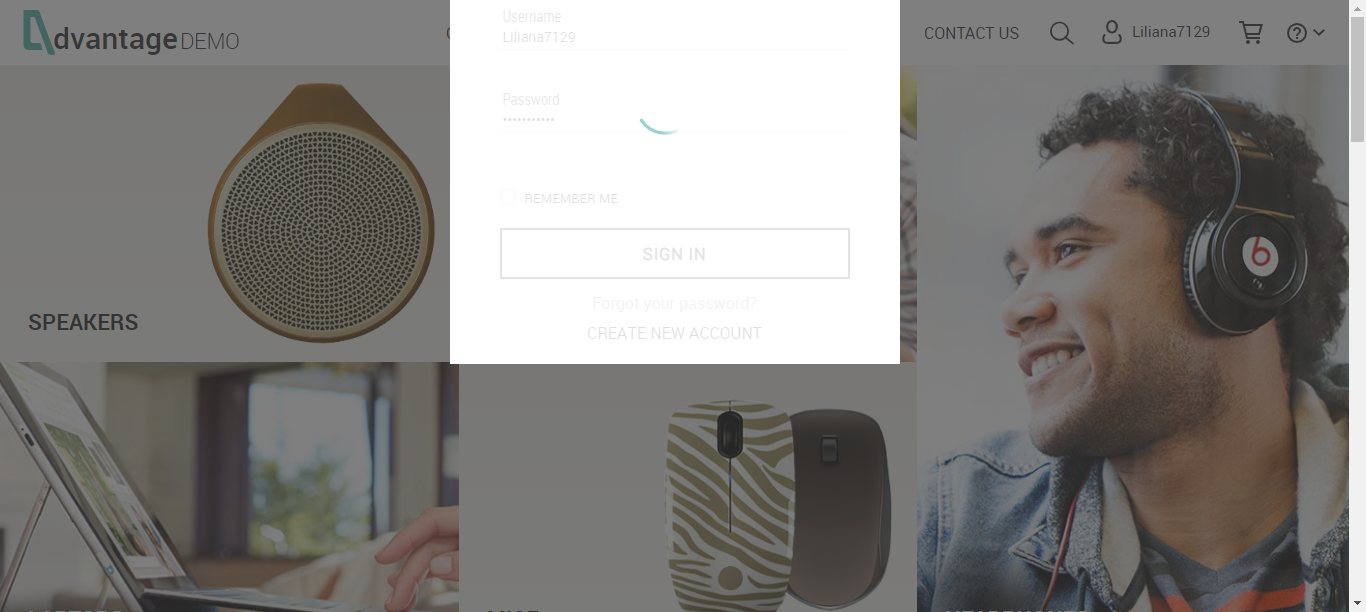 dvantage DEMO
CONTACT US
Liliana7129
Username
Liliana7129
Password
•••••••••••
REMEMBER ME
SIGN IN
Forgot your password?
CREATE NEW ACCOUNT
SPEAKERS